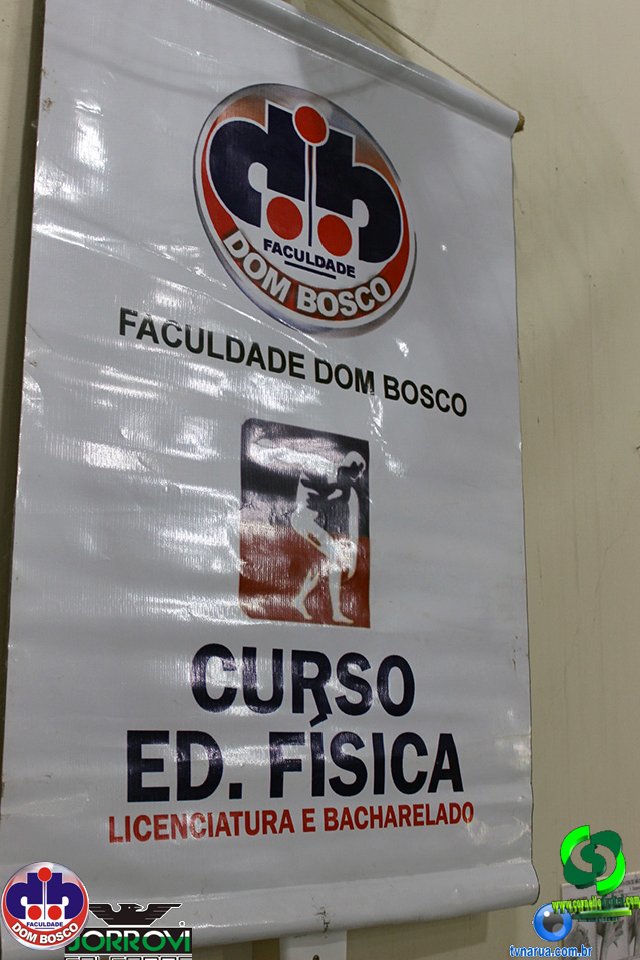 FACULDADE
DOM BOSCO
FACULDADE DOM BOSCO
CURSO
ED. FÍSICA
LICENCIATURA E BACHARELADO
FACULDADE
DOM BOSCO
JORROVI
tvnarua.com.br